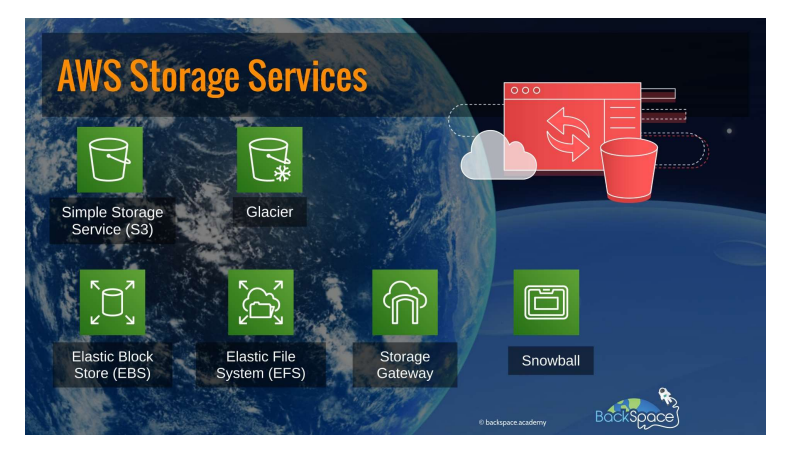 AWS Storage Services
Simple Storage
Service (S3)
Glacier
Elastic Block
Store (EBS)
Elastic File
System (EFS)
Storage
Gateway
Snowball
© backspace.academy
BackSpace